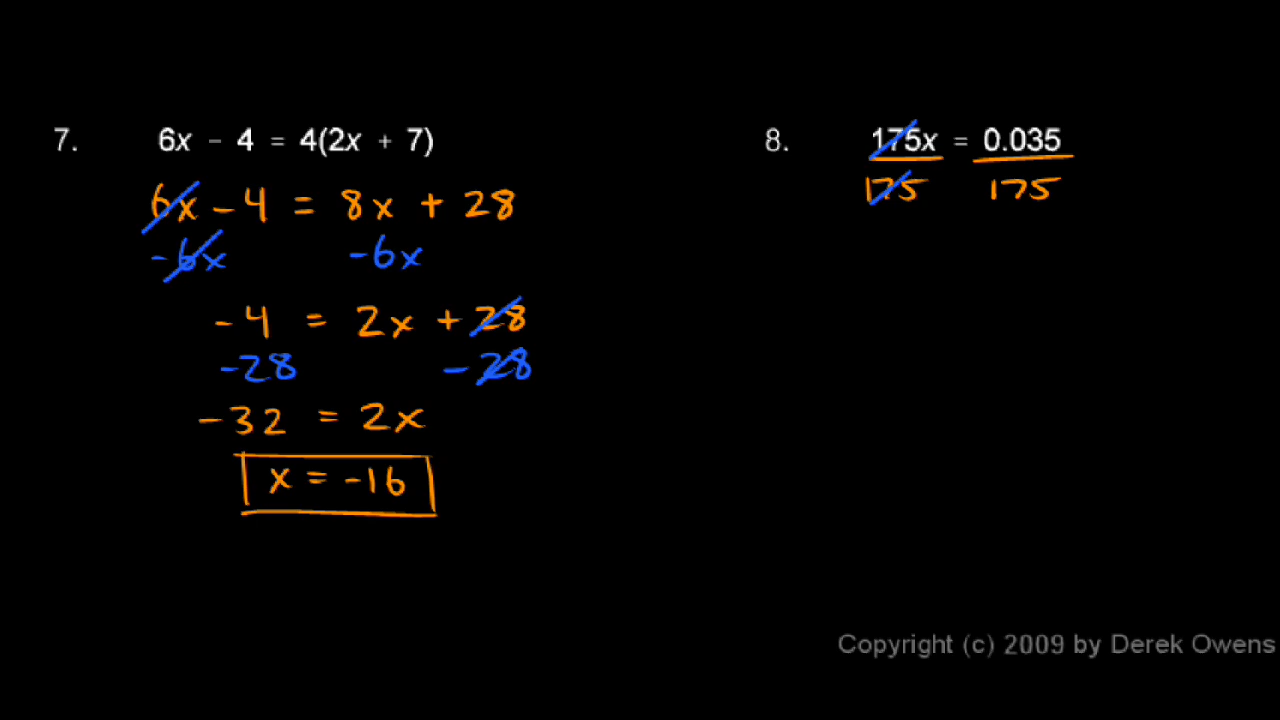 7. 6x - 4 = 4(2x + 7)
6x - 4 = 8x + 28
-6x -6x
-4 = 2x + 28
-28 -28
-32 = 2x
x = -16
8. 175x = 0.035
175 175
Copyright (c) 2009 by Derek Owens